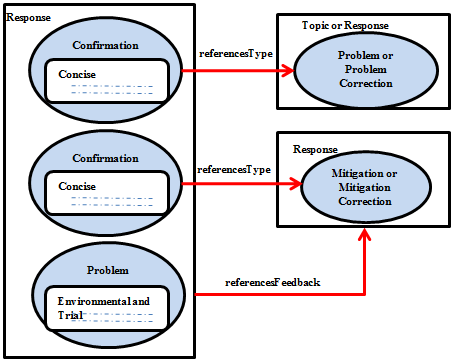 Response
Confirmation
Concise
referencesType
Topic or Response
Problem or
Problem
Correction
Confirmation
Concise
referencesType
Response
Mitigation or
Mitigation
Correction
Problem
Environmental and
Trial
referencesFeedback